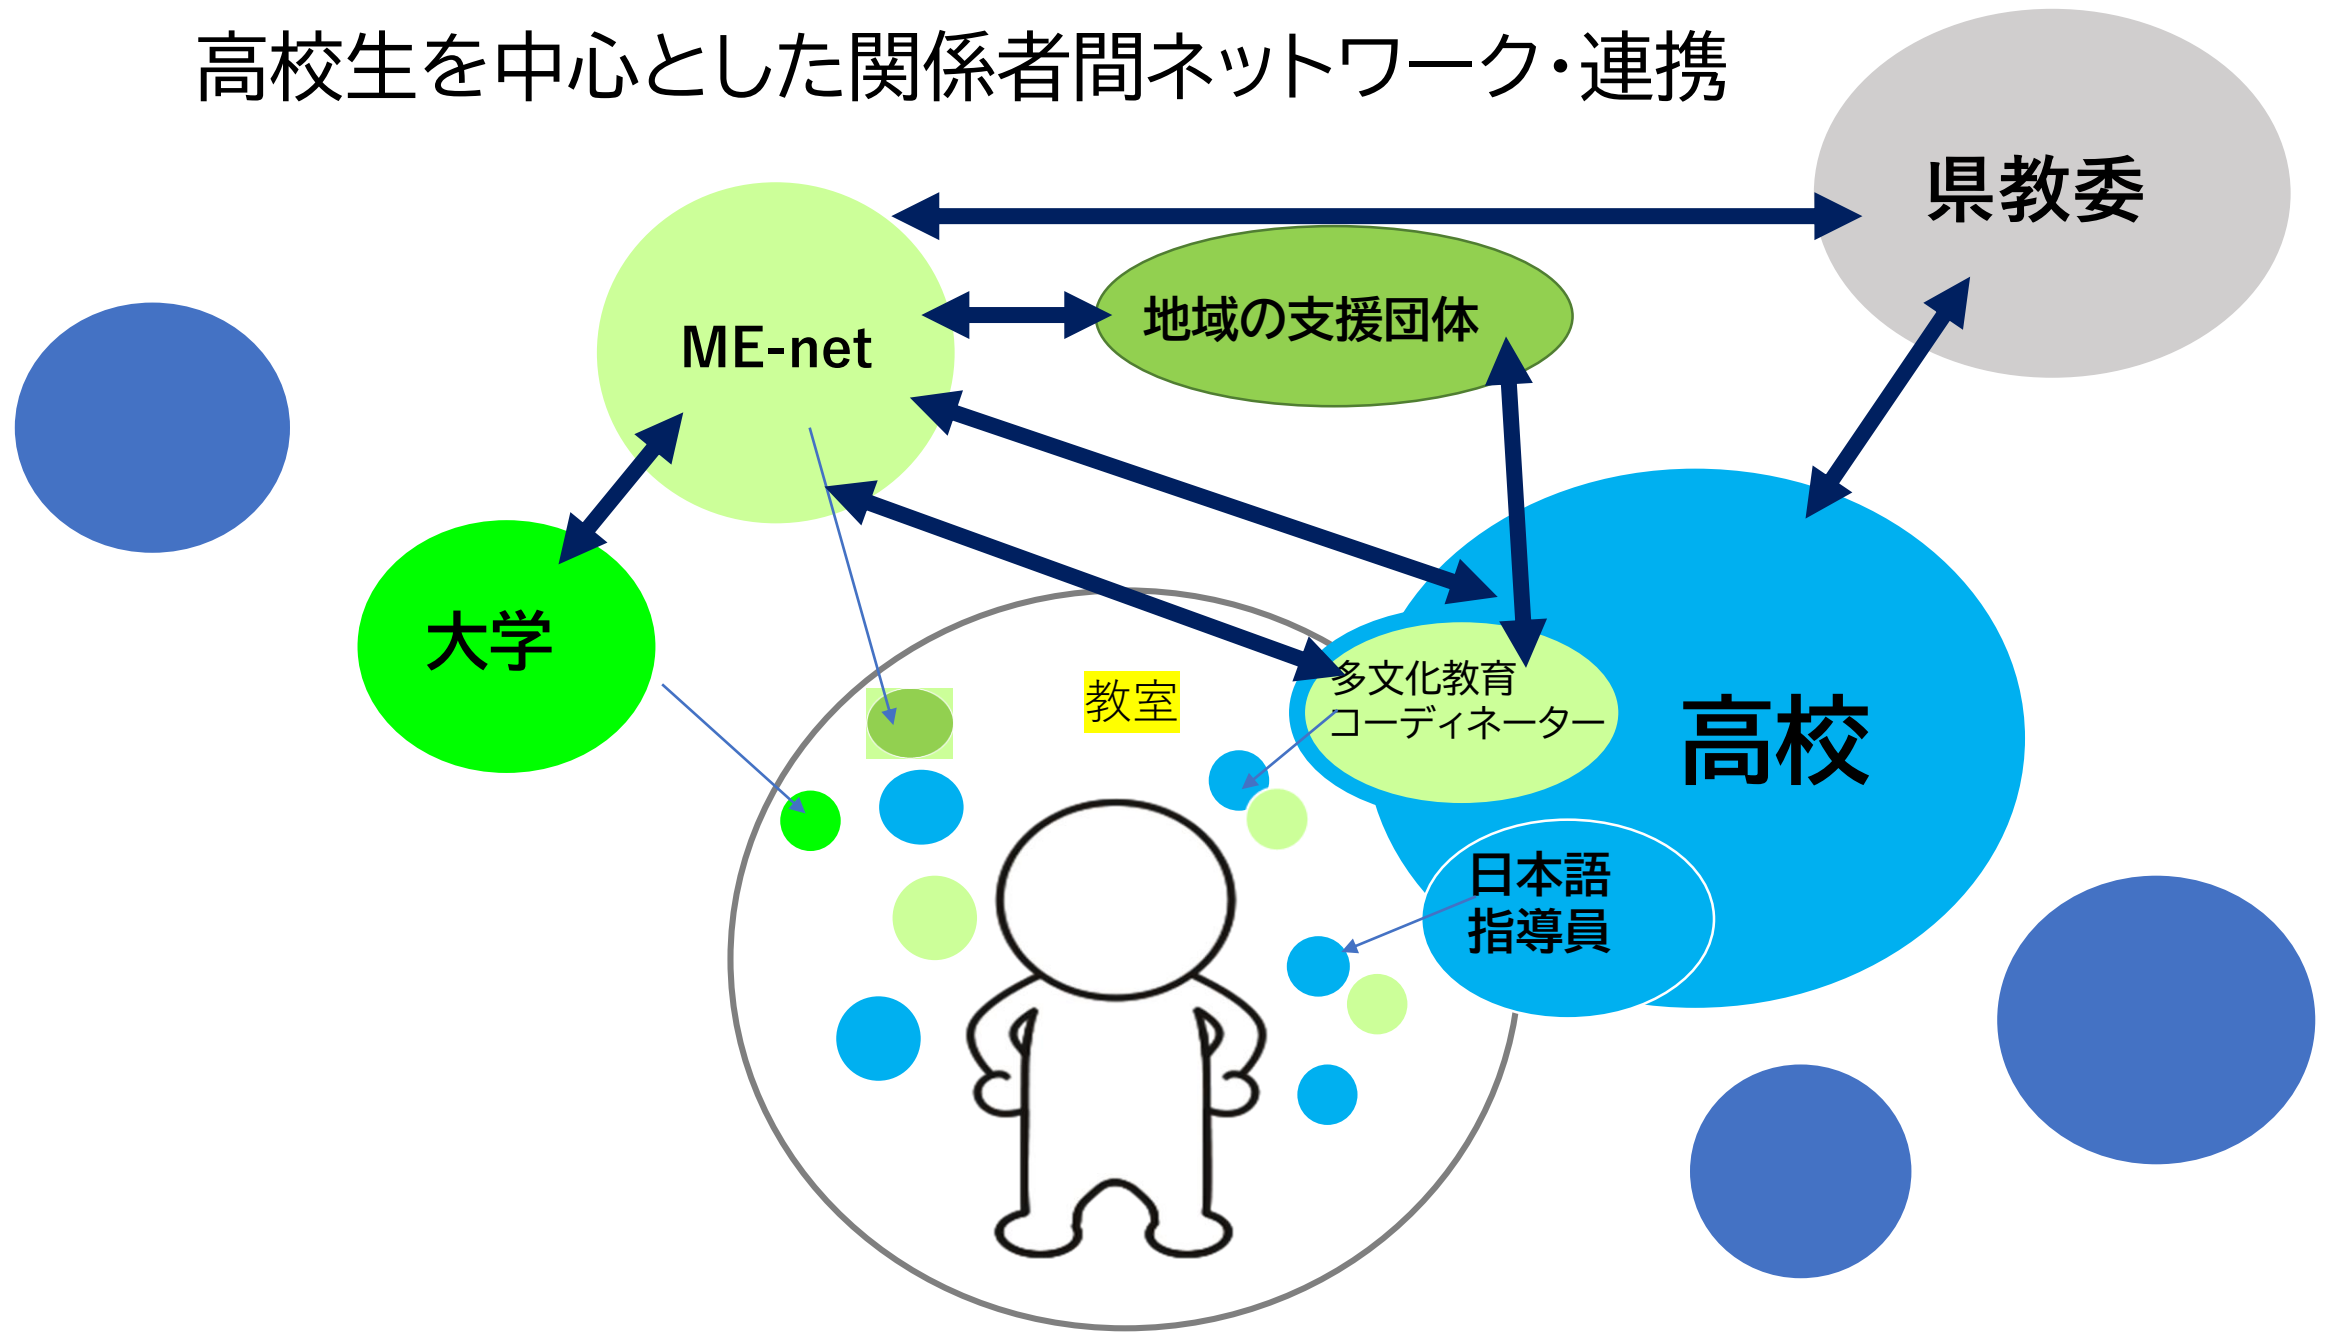 高校生を中心とした関係者間ネットワーク・連携
県教委
地域の支援団体
ME-net
大学
教室
多文化教育
コーディネーター
高校
日本語
指導員